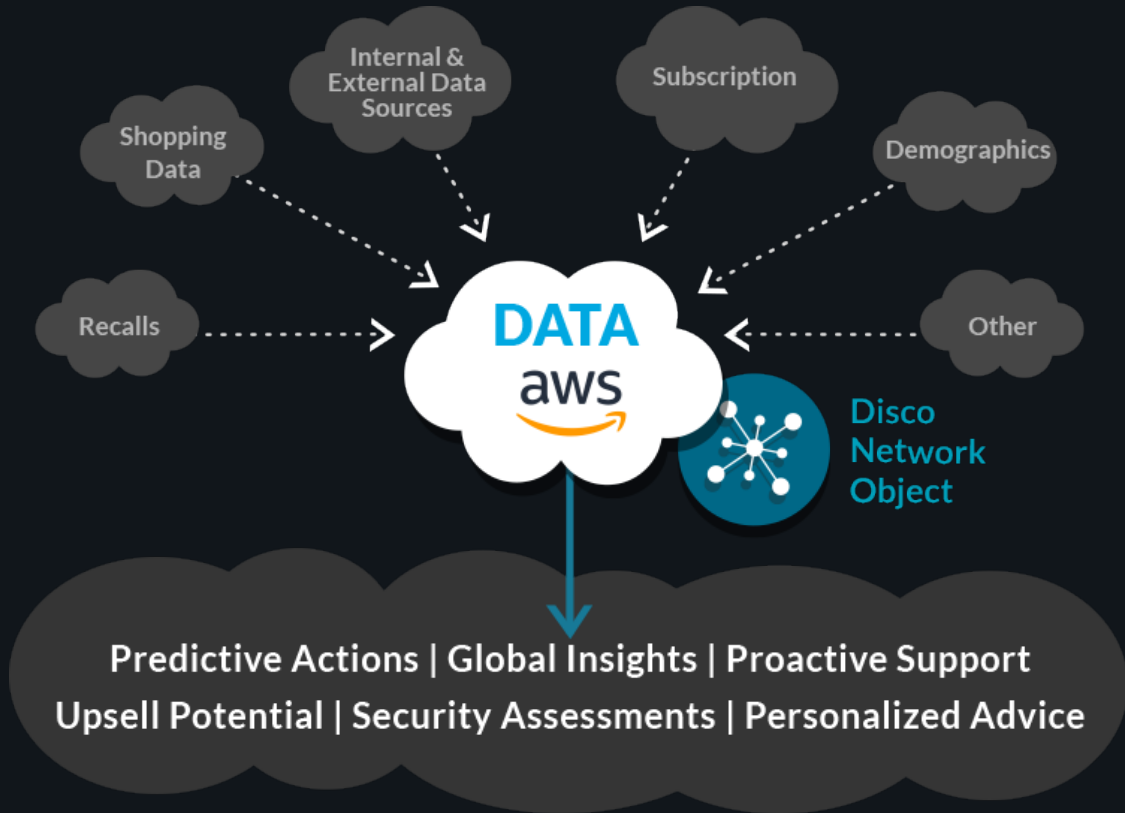 Internal &
External Data
Sources
Subscription
Shopping
Data
Demographics
Recalls
DATA
aws
Other
Disco
Network
Object
Predictive Actions | Global Insights | Proactive Support
Upsell Potential | Security Assessments | Personalized Advice